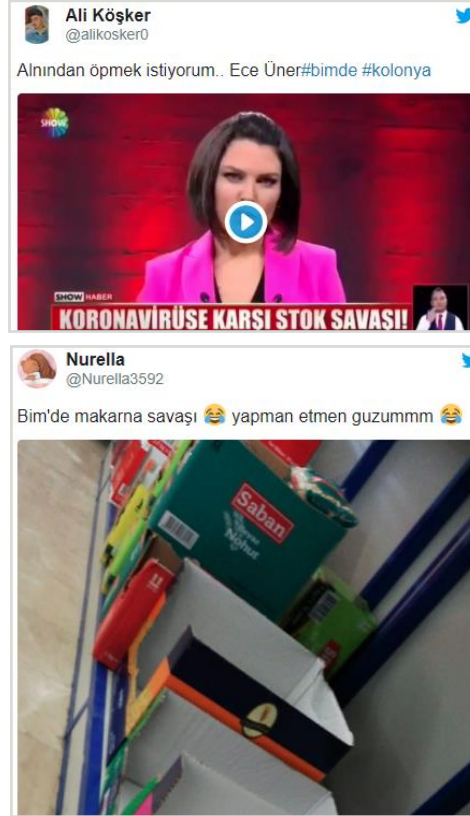 Ali Köşker
@alikosker0
Alnından öpmek istiyorum.. Ece Üner#bimde #kolonya
SHOW
SHOW HABER
KORONAVİRÜSE KARŞI STOK SAVAŞI!
Nurella
@Nurella3592
Bim'de makarna savaşı 😂 yapman etmen guzummm 😂
Saban
Nohut
11